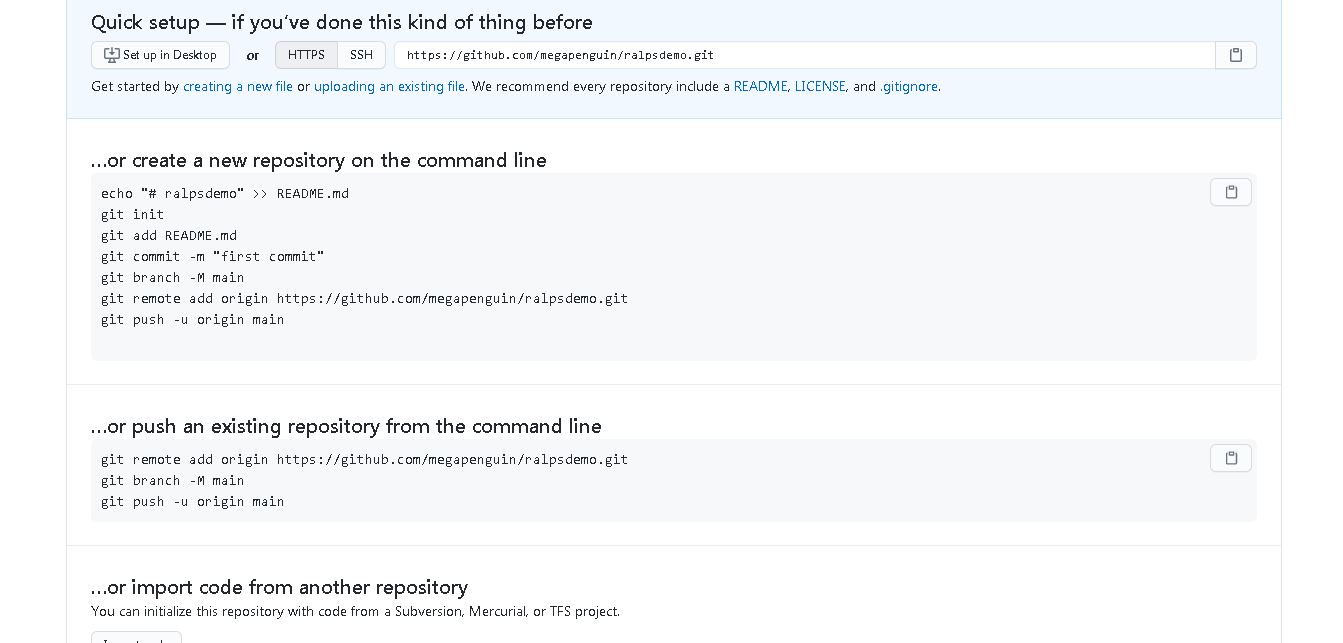 Quick setup — if you've done this kind of thing before
Set up in Desktop or HTTPS SSH https://github.com/megapenguin/ralpsdemo.git
Get started by creating a new file or uploading an existing file. We recommend every repository include a README, LICENSE, and .gitignore.
…or create a new repository on the command line
echo "# ralpsdemo" >> README.md
git init
git add README.md
git commit -m "first commit"
git branch -M main
git remote add origin https://github.com/megapenguin/ralpsdemo.git
git push -u origin main
…or push an existing repository from the command line
git remote add origin https://github.com/megapenguin/ralpsdemo.git
git branch -M main
git push -u origin main
…or import code from another repository
You can initialize this repository with code from a Subversion, Mercurial, or TFS project.